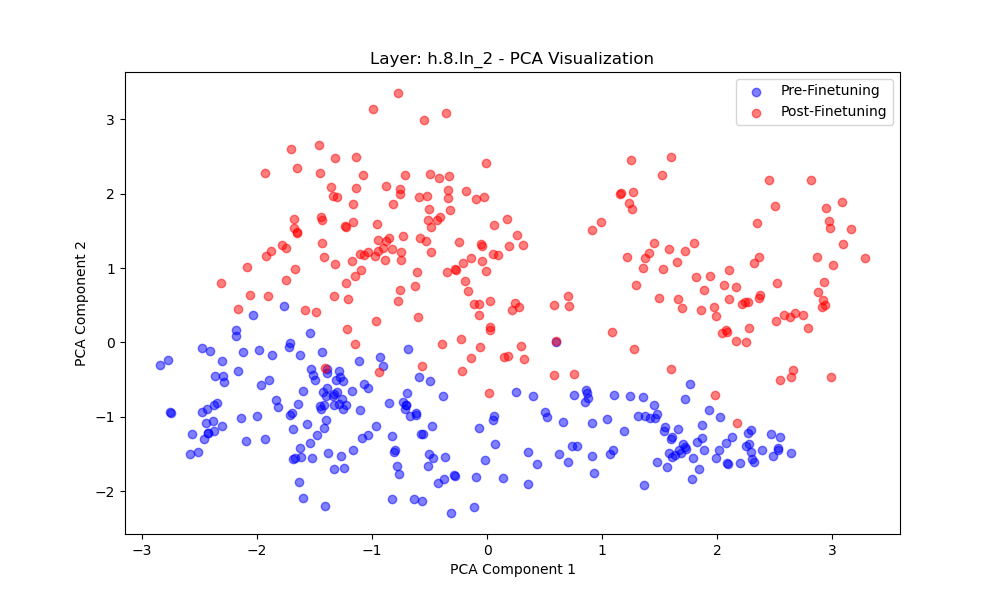 Layer: h.8.ln_2 - PCA Visualization
Pre-Finetuning
Post-Finetuning
PCA Component 2
3
2
1
0
−1
−2
−3
−2
−1
0
1
2
3
PCA Component 1